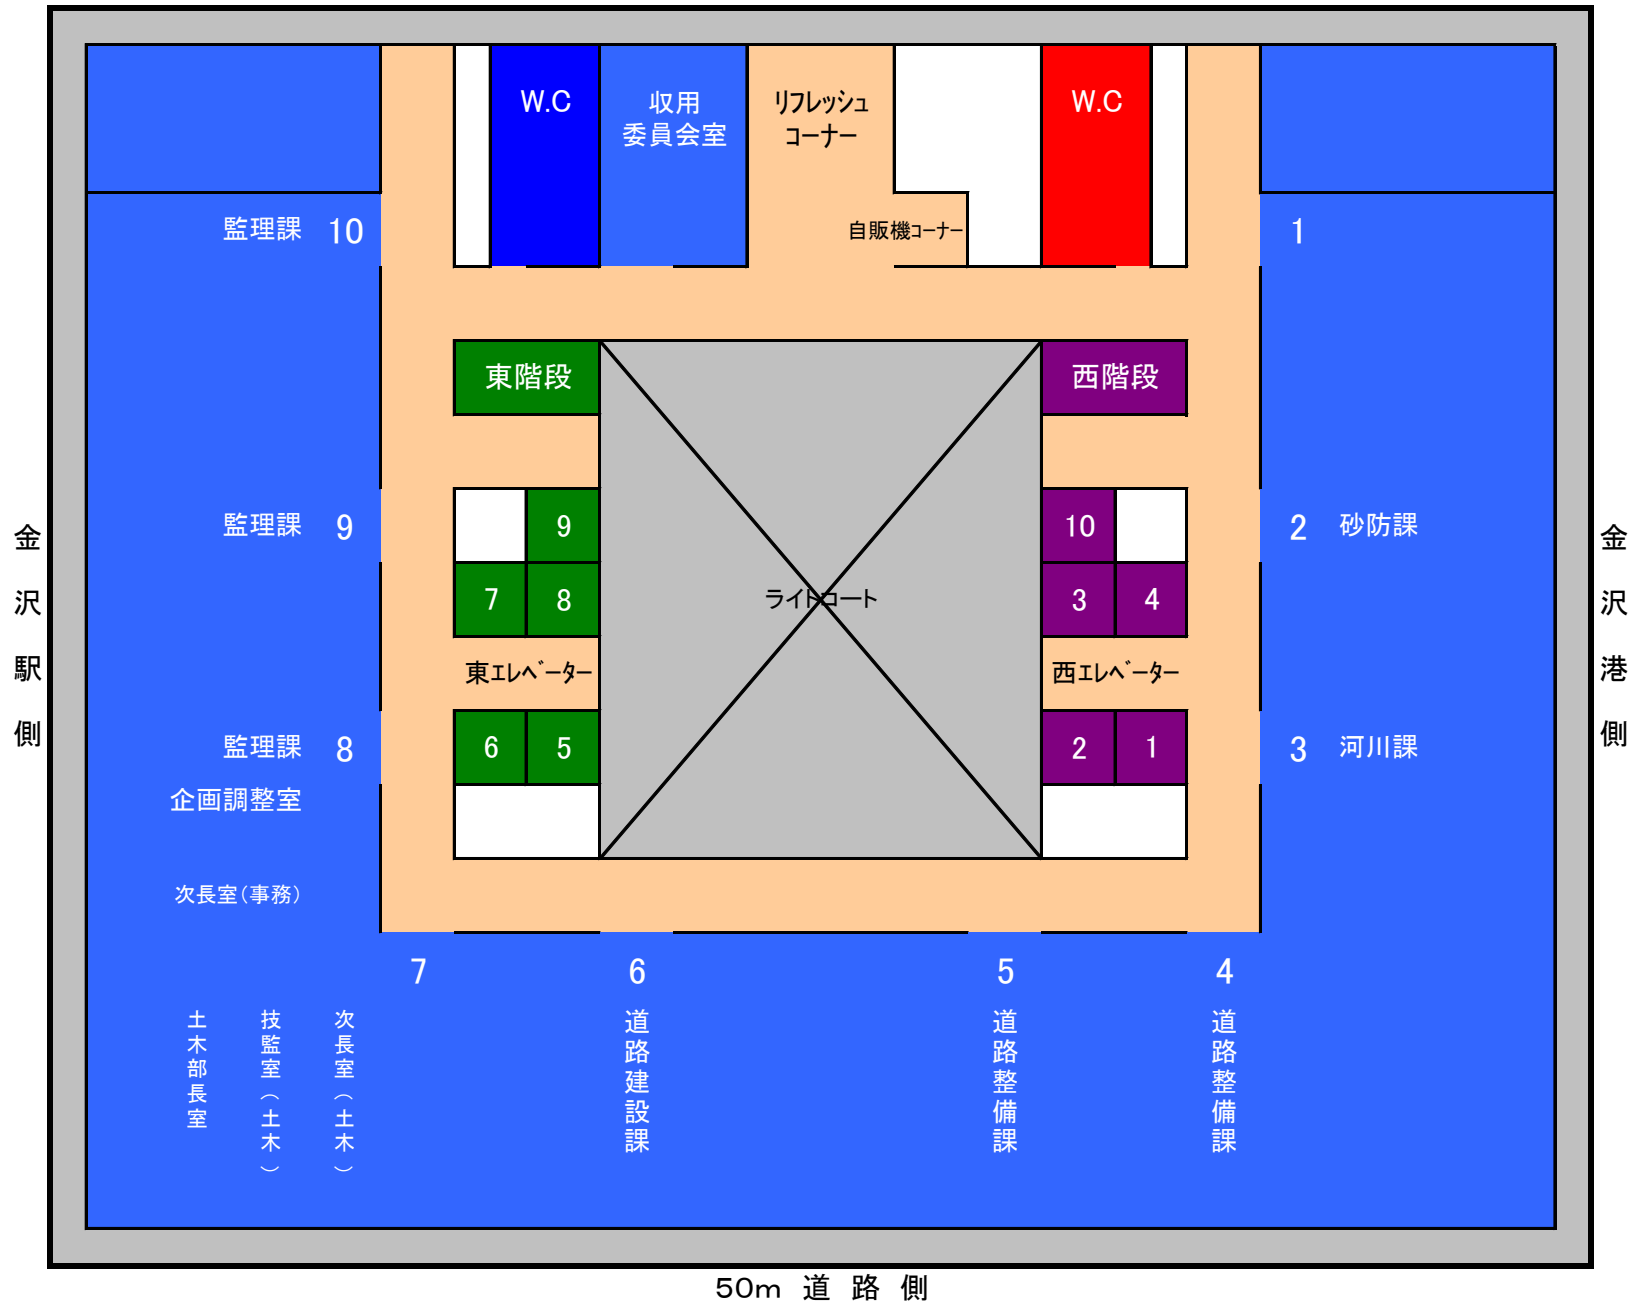 W.C
収用
委員会室
リフレッシュ
コーナー
W.C
監理課 10
自販機コーナー
1
東階段
西階段
監理課 9
9
10
2 砂防課
7
8
ライトコート
3
4
東エレベーター
西エレベーター
監理課 8
6
5
2
1
3 河川課
企画調整室
次長室(事務)
7
6
5
4
土木部長室
技監室(土木)
次長室(土木)
道路建設課
道路整備課
道路整備課
金沢駅側
金沢港側
50m 道路側